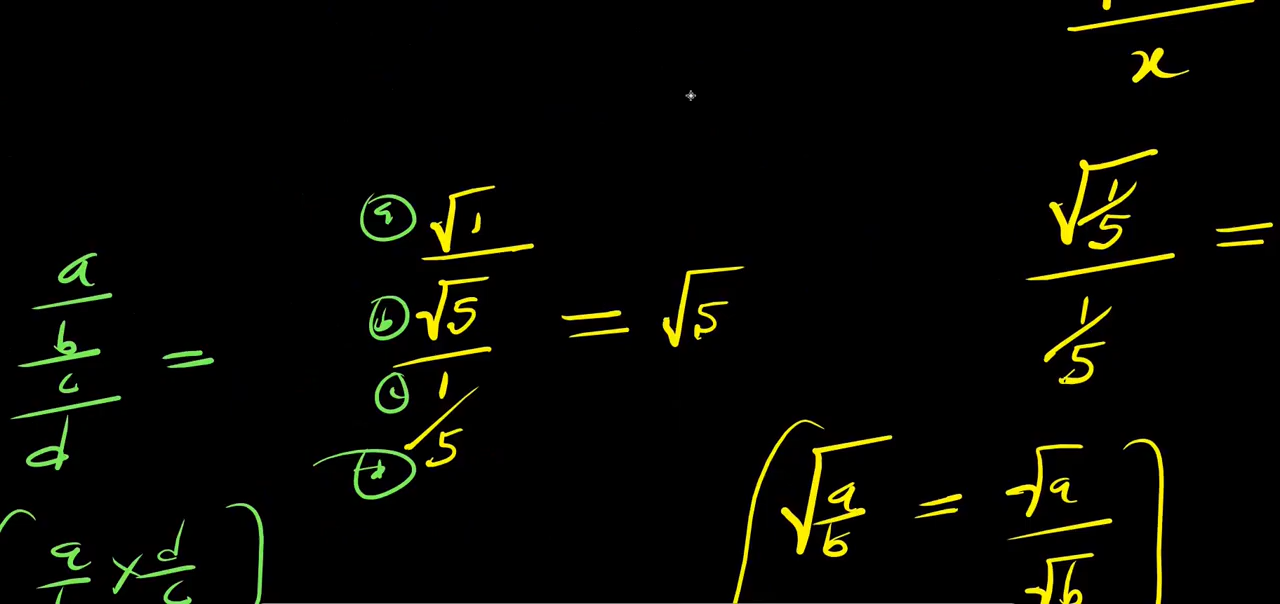 x
√1/√5 / 1/5 = √5
ⓐ
ⓑ
ⓒ
ⓓ
a/b / c/d =
√(1/5) / 1/5 =
(a/b × d/c)
(√(a/b) = √a/√b)